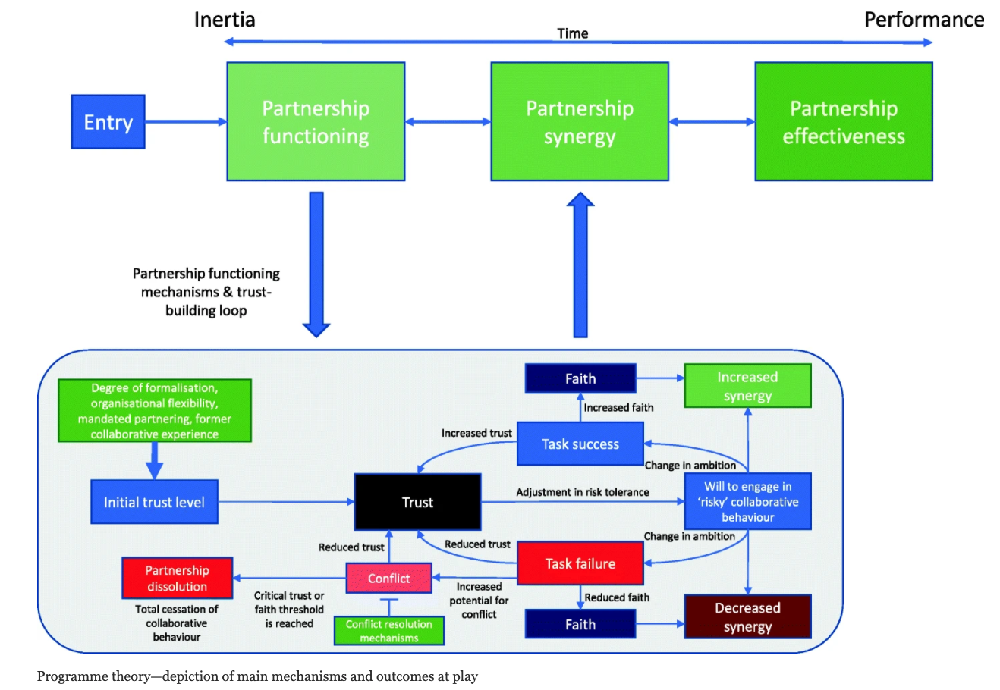 Inertia
Performance
Time
Entry
Partnership
functioning
Partnership
synergy
Partnership
effectiveness
Partnership functioning
mechanisms & trust-
building loop
Degree of formalisation,
organisational flexibility,
mandated partnering, former
collaborative experience
Initial trust level
Trust
Faith
Increased
synergy
Increased faith
Increased trust
Task success
Change in ambition
Adjustment in risk tolerance
Will to engage in
‘risky’ collaborative
behaviour
Change in ambition
Reduced trust
Reduced trust
Task failure
Partnership
dissolution
Total cessation of
collaborative
behaviour
Critical trust or
faith threshold
is reached
Conflict
Increased
potential for
conflict
Reduced faith
Conflict resolution
mechanisms
Faith
Decreased
synergy
Programme theory—depiction of main mechanisms and outcomes at play